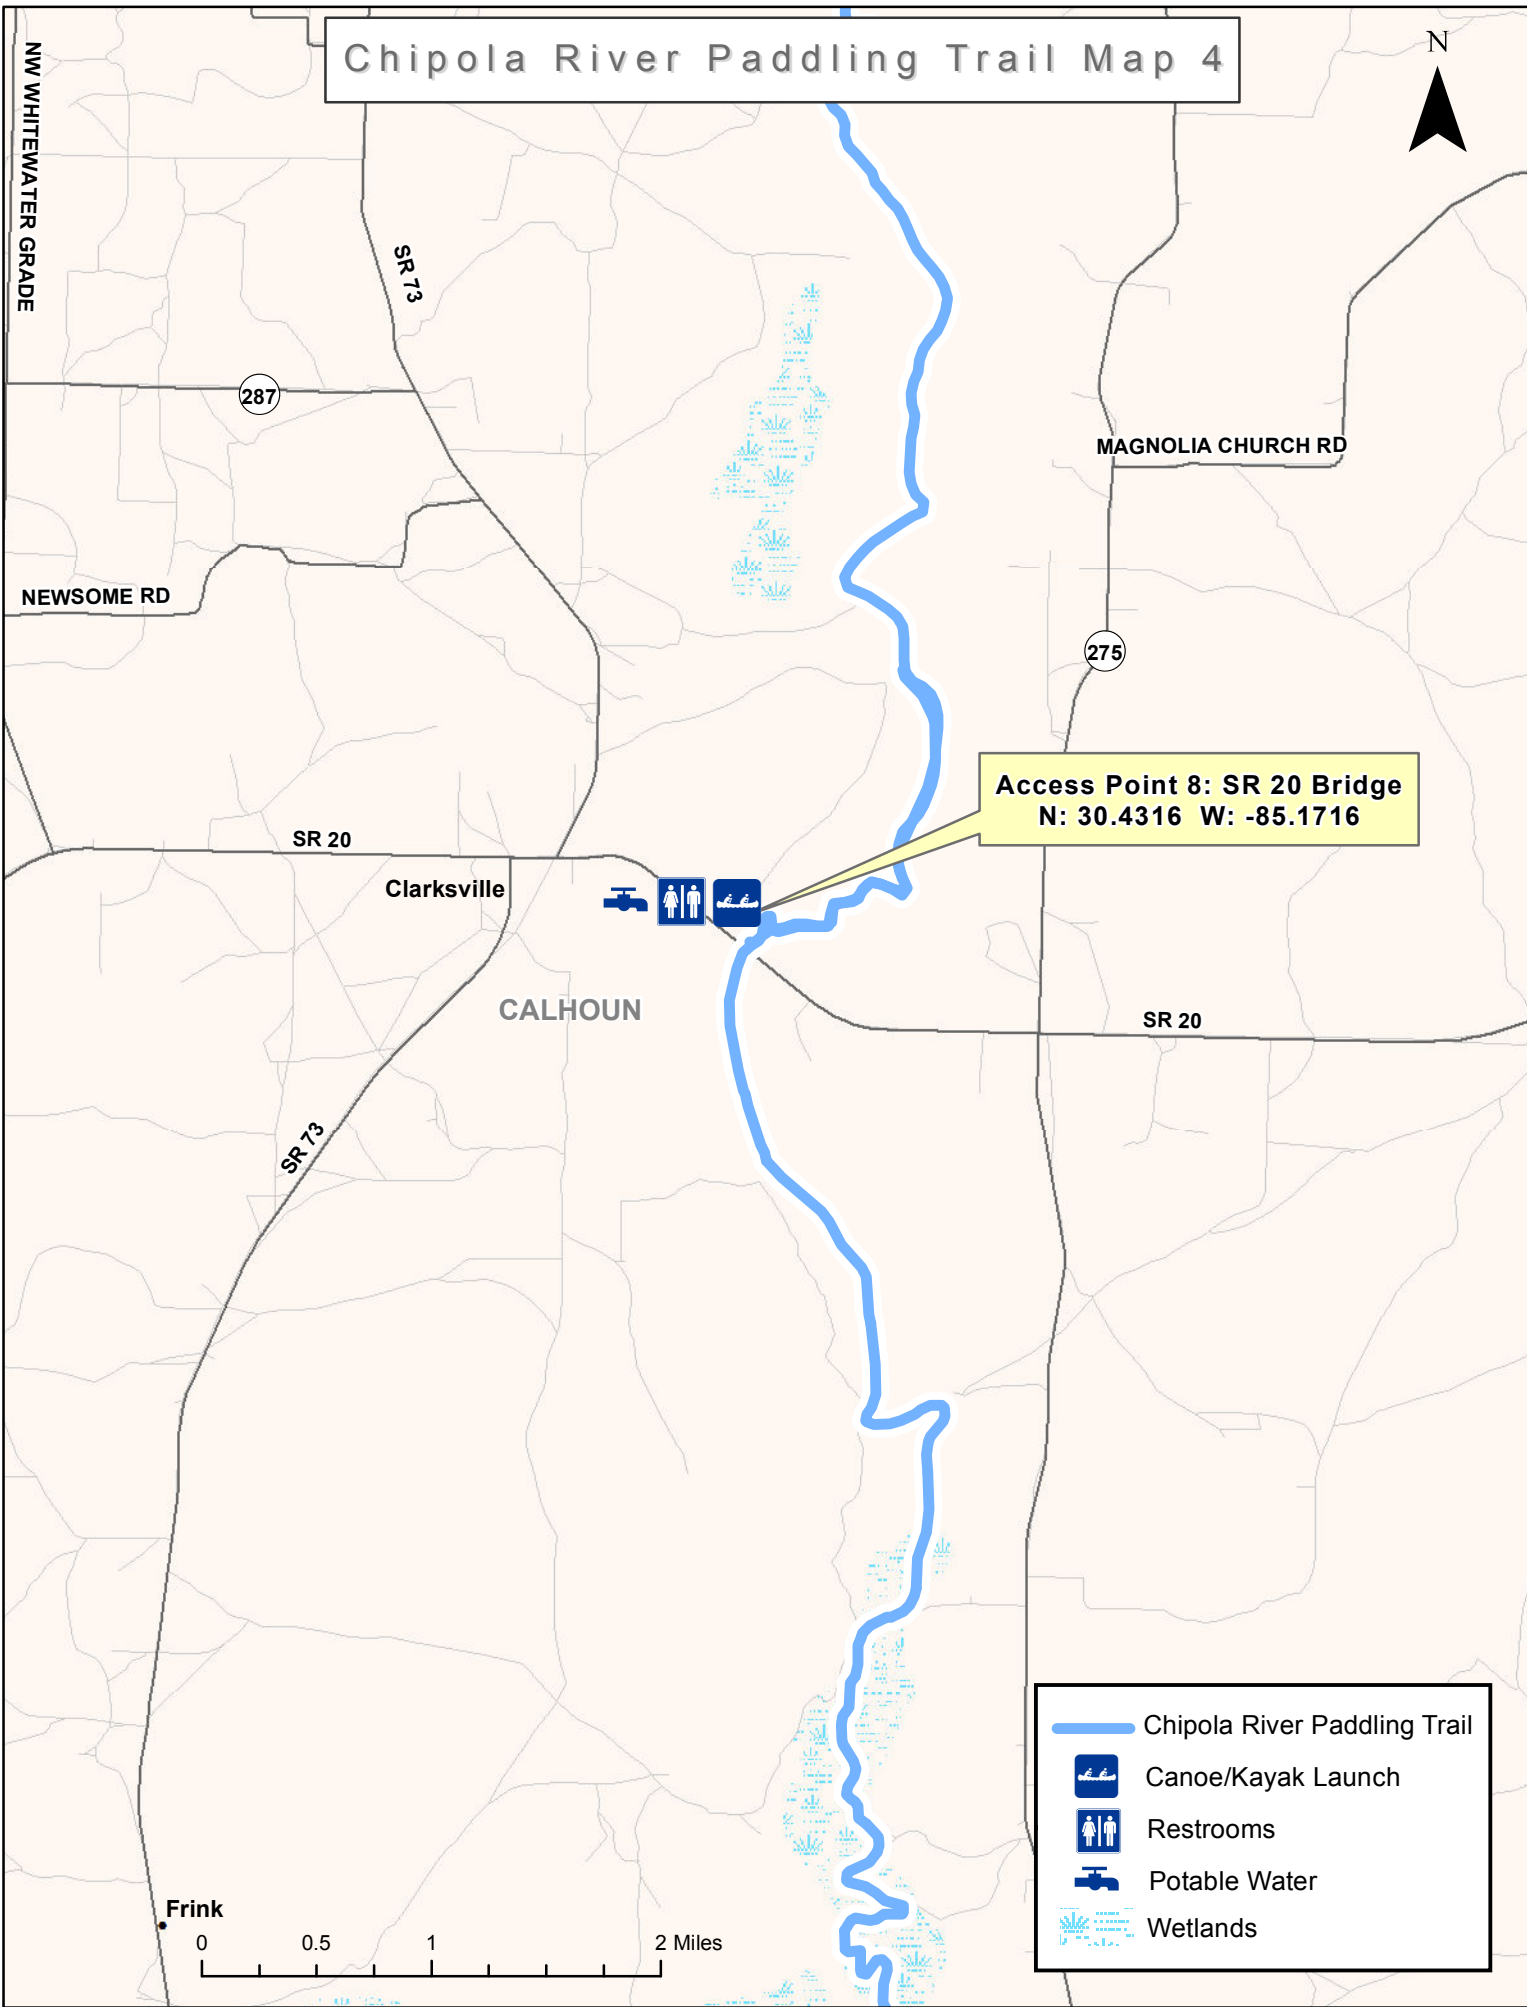 Chipola River Paddling Trail Map 4
N
NW WHITEWATER GRADE
SR 73
287
MAGNOLIA CHURCH RD
NEWSOME RD
275
Access Point 8: SR 20 Bridge
N: 30.4316 W: -85.1716
SR 20
Clarksville
CALHOUN
SR 20
SR 73
Chipola River Paddling Trail
Canoe/Kayak Launch
Restrooms
Potable Water
Wetlands
Frink
0 0.5 1 2 Miles